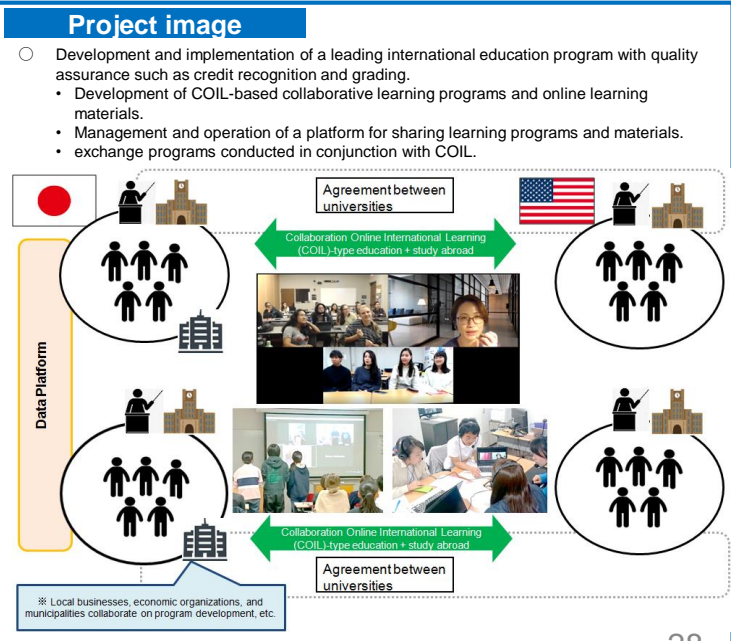 Project image
○ Development and implementation of a leading international education program with quality
assurance such as credit recognition and grading.
• Development of COIL-based collaborative learning programs and online learning
materials.
• Management and operation of a platform for sharing learning programs and materials.
• exchange programs conducted in conjunction with COIL.
Agreement between
universities
Collaboration Online International Learning
(COIL)-type education + study abroad
Data Platform
Collaboration Online International Learning
(COIL)-type education + study abroad
Agreement between
universities
※ Local businesses, economic organizations, and
municipalities collaborate on program development, etc.